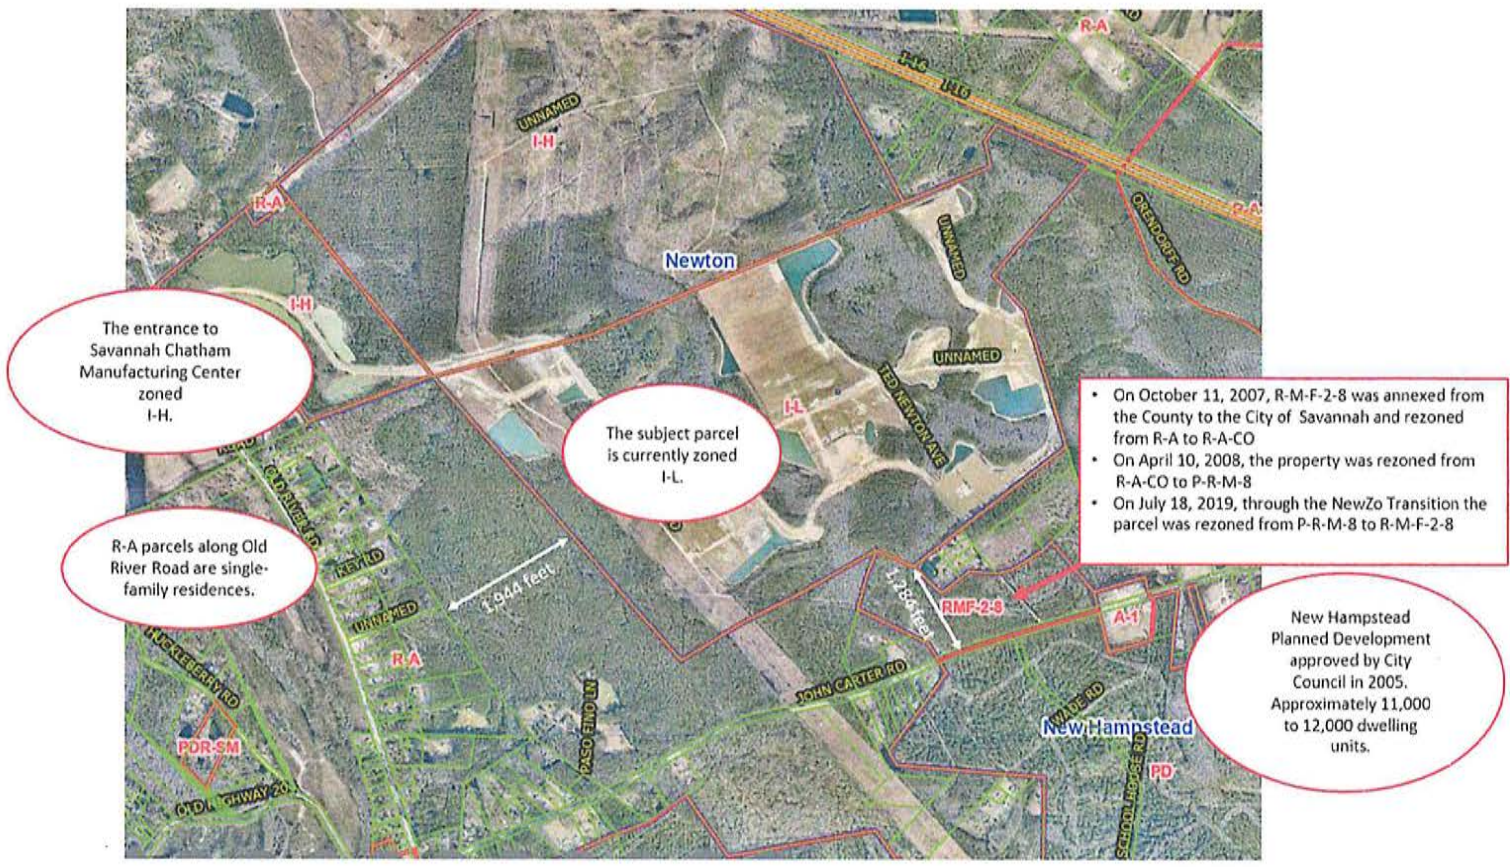 R-A
I-16
I-16
UNNAMED
I-H
R-A
R-A
ORENDORFF RD
UNNAMED
Newton
I-H
The entrance to
Savannah Chatham
Manufacturing Center
zoned
I-H.
UNNAMED
TED NEWTON AVE
I-L
The subject parcel
is currently zoned
I-L.
• On October 11, 2007, R-M-F-2-8 was annexed from
the County to the City of Savannah and rezoned
from R-A to R-A-CO
• On April 10, 2008, the property was rezoned from
R-A-CO to P-R-M-8
• On July 18, 2019, through the NewZo Transition the
parcel was rezoned from P-R-M-8 to R-M-F-2-8
OLD RIVER RD
R-A parcels along Old
River Road are single-
family residences.
KEY RD
1,944 feet
1,284 feet
RMF-2-8
A-1
UNNAMED
R-A
New Hampstead
Planned Development
approved by City
Council in 2005.
Approximately 11,000
to 12,000 dwelling
units.
HUCKLEBERRY RD
JOHN CARTER RD
PASO FINO LN
WADE RD
New Hampstead
PDR-SM
PD
SCHOOL HOUSE RD
OLD HIGHWAY 20